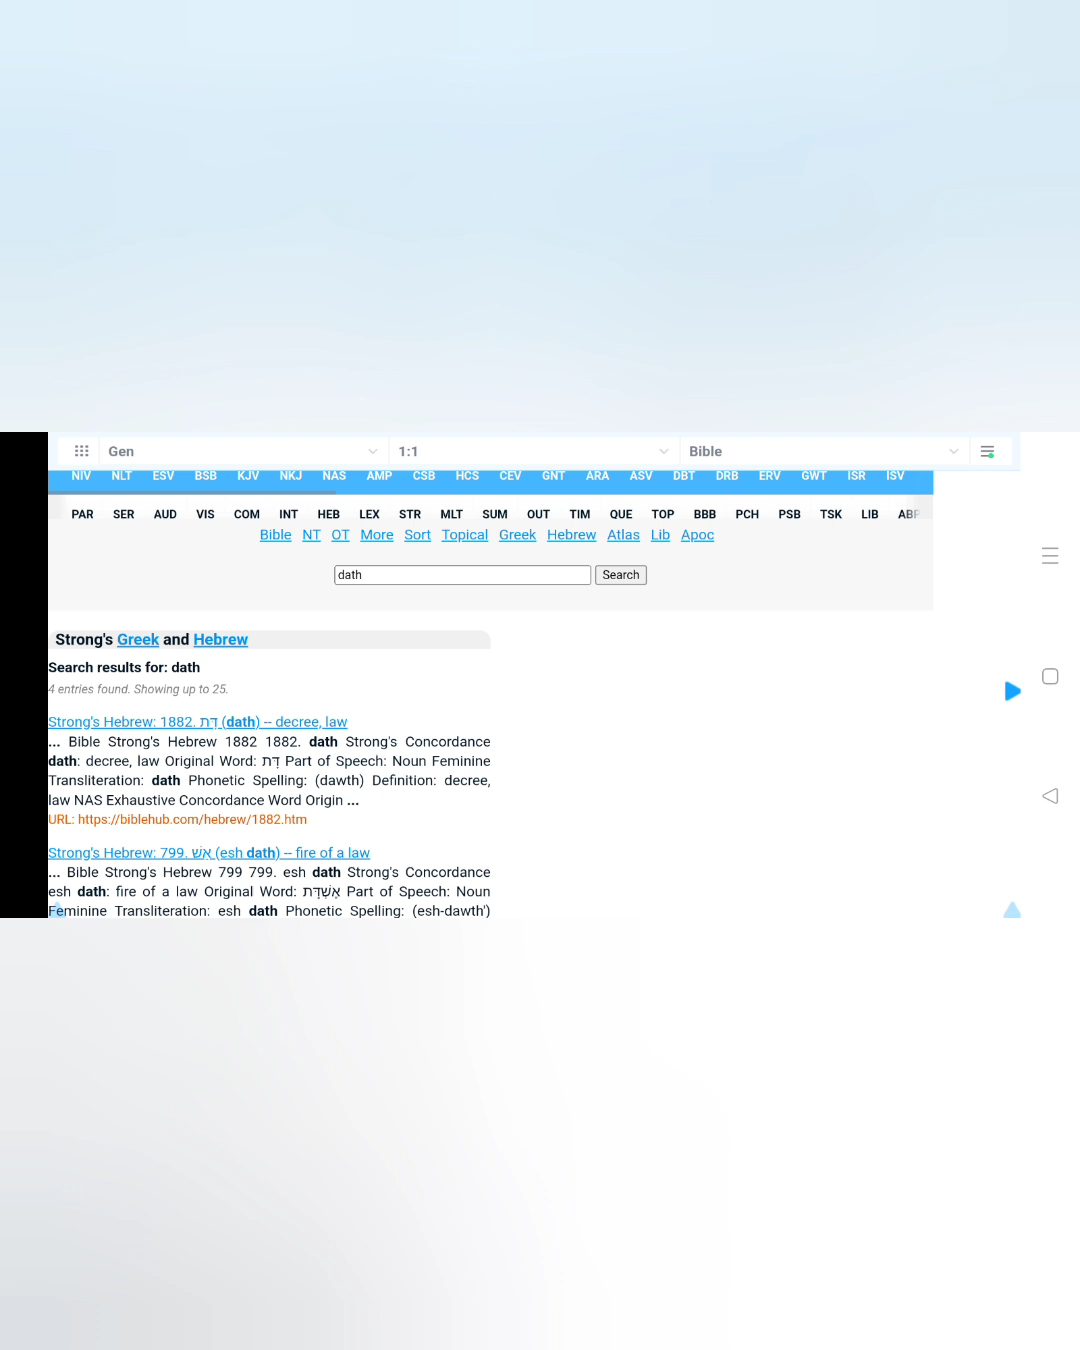 Gen 1:1 Bible
NIV NLT ESV BSB KJV NKJ NAS AMP CSB HCS CEV GNT ARA ASV DBT DRB ERV GWT ISR ISV
PAR SER AUD VIS COM INT HEB LEX STR MLT SUM OUT TIM QUE TOP BBB PCH PSB TSK LIB ABP
Bible NT OT More Sort Topical Greek Hebrew Atlas Lib Apoc
dath Search
Strong's Greek and Hebrew
Search results for: dath
4 entries found. Showing up to 25.
Strong's Hebrew: 1882. דָּת (dath) -- decree, law
... Bible Strong's Hebrew 1882 1882. dath Strong's Concordance
dath: decree, law Original Word: דָּת Part of Speech: Noun Feminine
Transliteration: dath Phonetic Spelling: (dawth) Definition: decree,
law NAS Exhaustive Concordance Word Origin ...
URL: https://biblehub.com/hebrew/1882.htm
Strong's Hebrew: 799. אֵשׁ (esh dath) -- fire of a law
... Bible Strong's Hebrew 799 799. esh dath Strong's Concordance
esh dath: fire of a law Original Word: אֶשְׁדָּת Part of Speech: Noun
Feminine Transliteration: esh dath Phonetic Spelling: (esh-dawth')